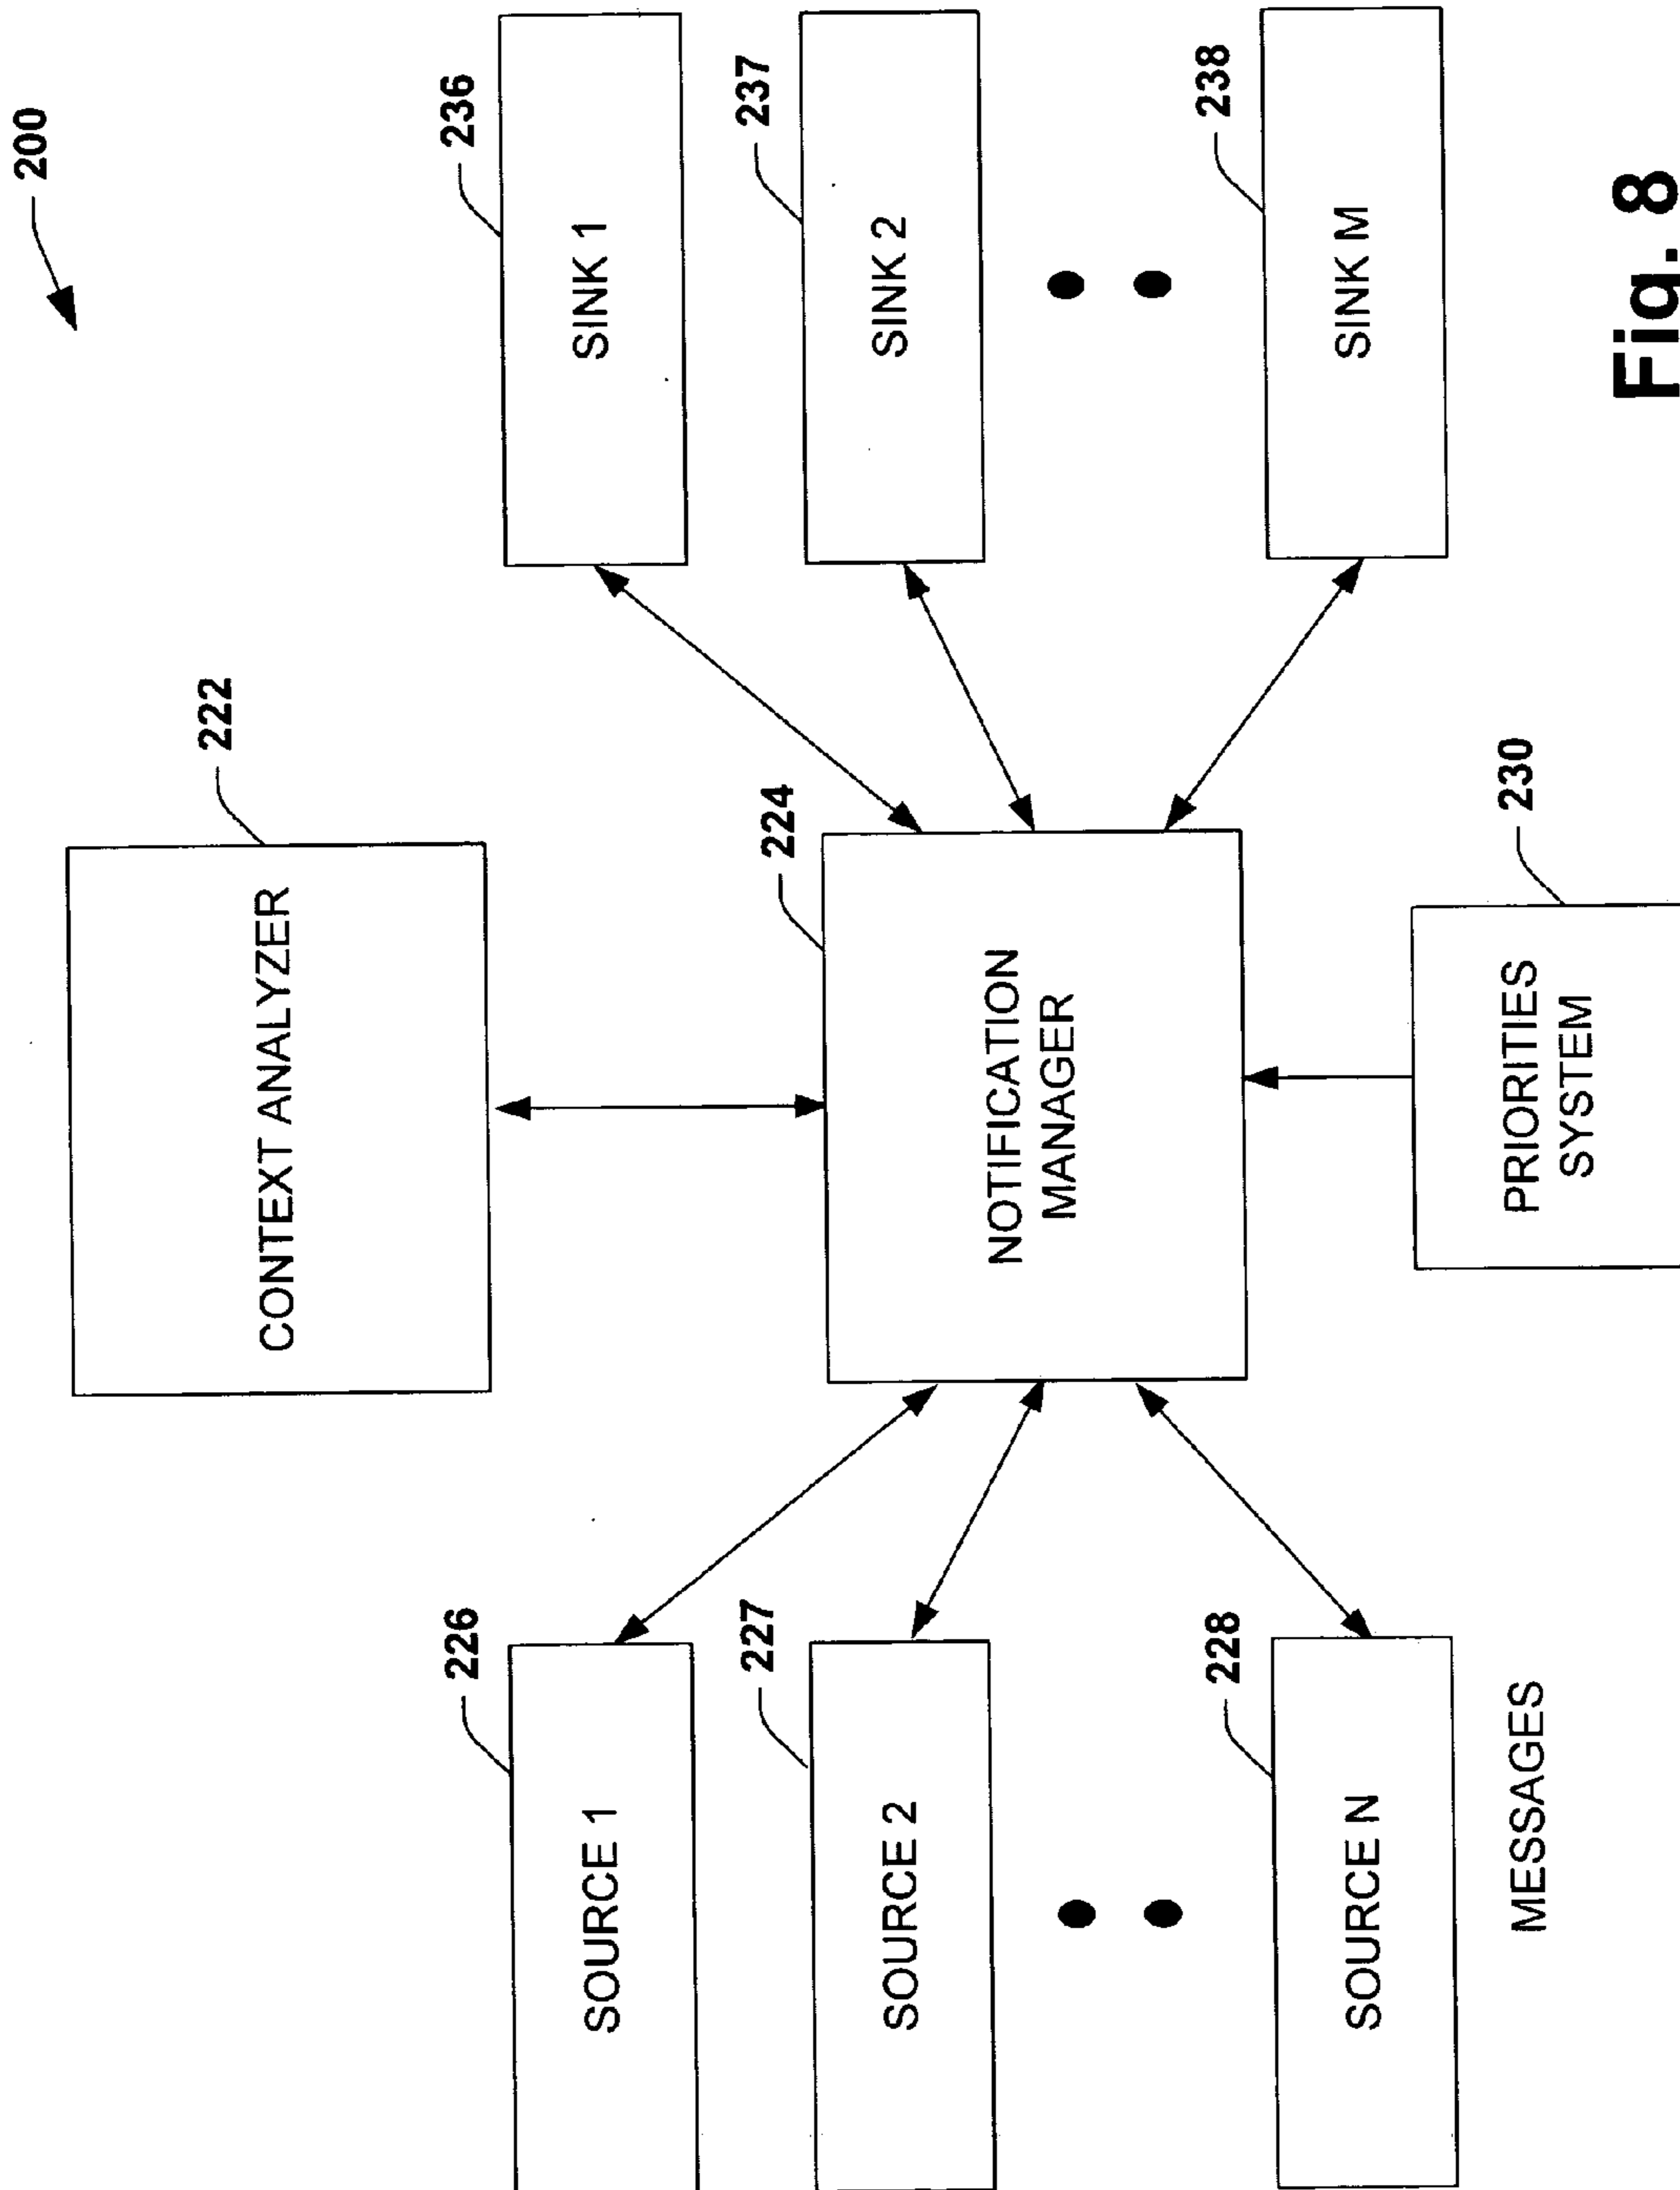 200
222
CONTEXT ANALYZER
226
SOURCE 1
227
SOURCE 2
228
SOURCE N
MESSAGES
224
NOTIFICATION
MANAGER
230
PRIORITIES
SYSTEM
236
SINK 1
237
SINK 2
238
SINK M
Fig. 8